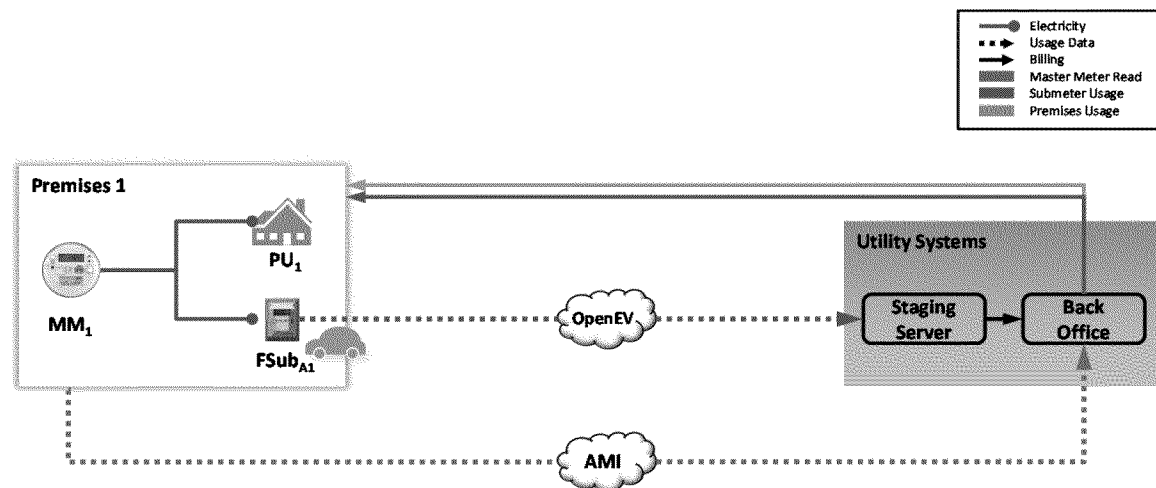 Electricity
Usage Data
Billing
Master Meter Read
Submeter Usage
Premises Usage
Premises 1
PU1
MM1
FSubA1
OpenEV
Utility Systems
Staging
Server
Back
Office
AMI